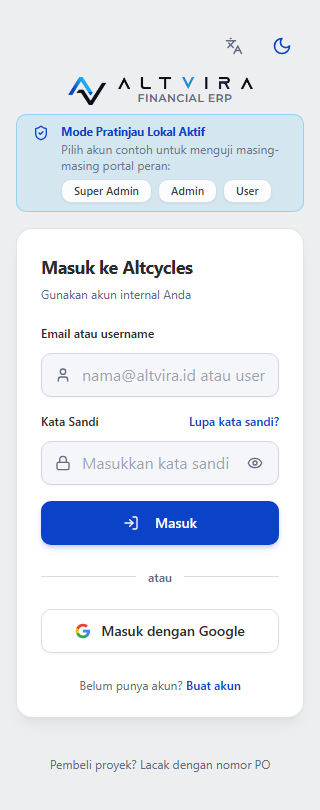 ALTVIRA
FINANCIAL ERP
Mode Pratinjau Lokal Aktif
Pilih akun contoh untuk menguji masing-
masing portal peran:
Super Admin
Admin
User
Masuk ke Altcycles
Gunakan akun internal Anda
Email atau username
nama@altvira.id atau user
Kata Sandi
Lupa kata sandi?
Masukkan kata sandi
Masuk
atau
Masuk dengan Google
Belum punya akun? Buat akun
Pembeli proyek? Lacak dengan nomor PO